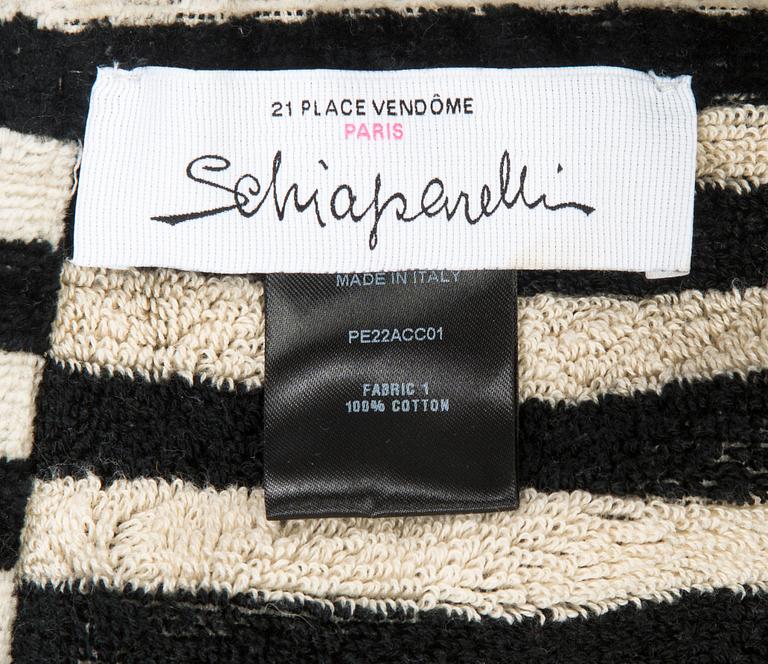 21 PLACE VENDÔME
PARIS
Schiaparelli
MADE IN ITALY
PE22ACC01
FABRIC 1
100% COTTON